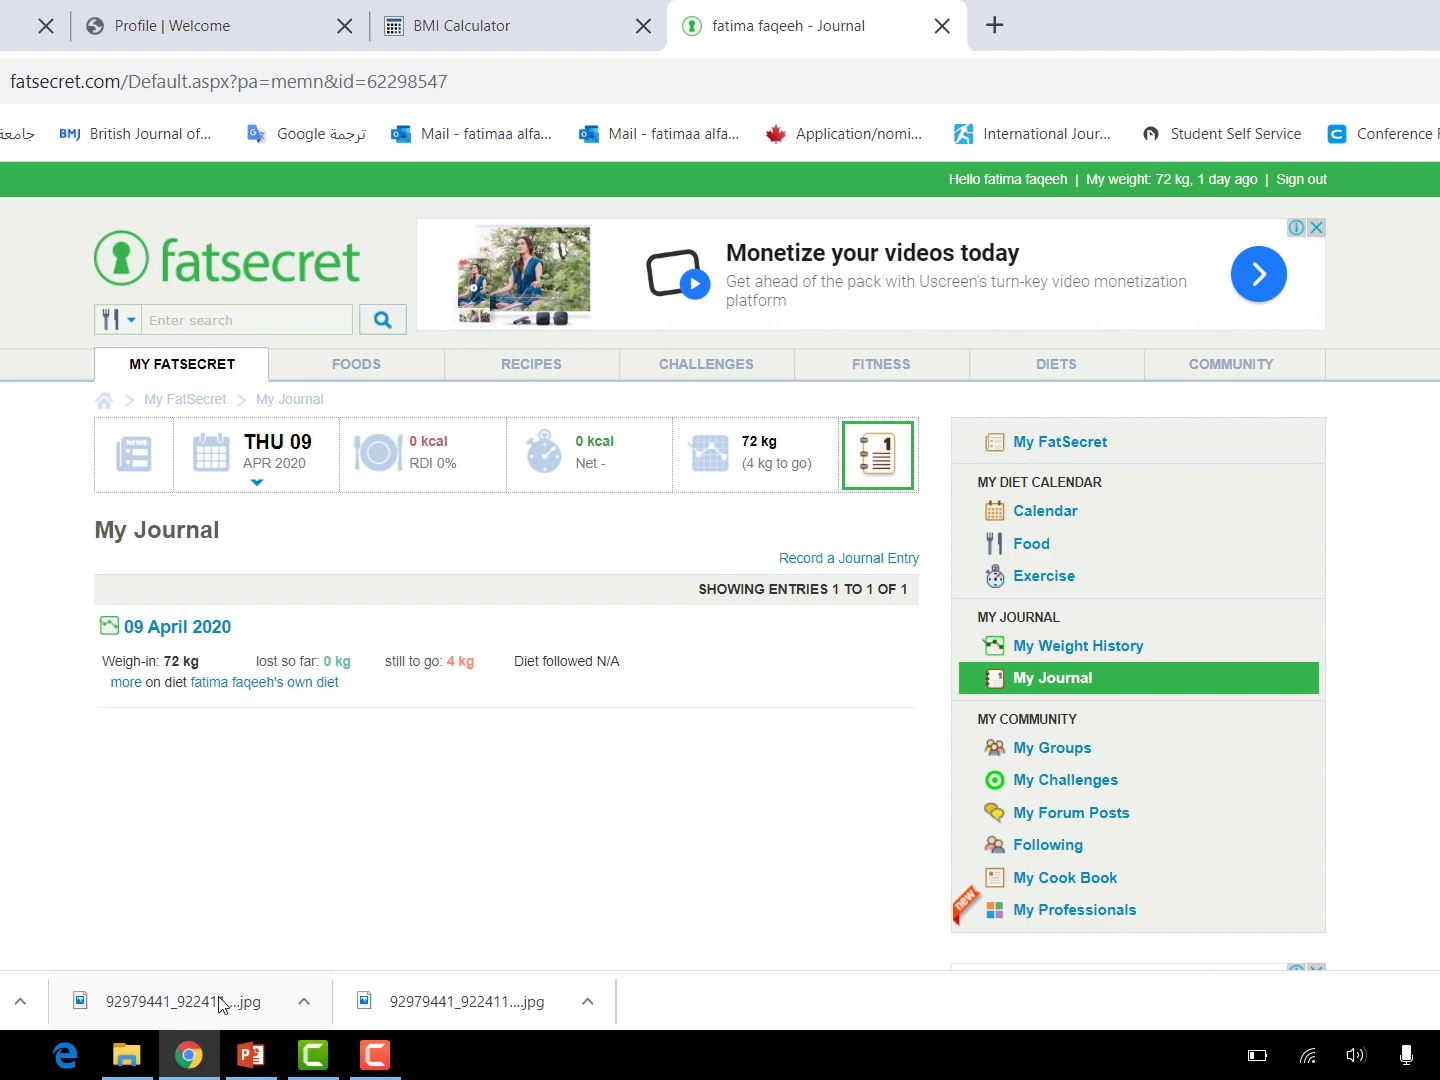 Profile | Welcome
BMI Calculator
fatima faqeeh - Journal
fatsecret.com/Default.aspx?pa=memn&id=62298547
جامعة
BMJ British Journal of...
ترجمة Google
Mail - fatimaa alfa...
Mail - fatimaa alfa...
Application/nomi...
International Jour...
Student Self Service
Conference
Hello fatima faqeeh | My weight: 72 kg, 1 day ago | Sign out
fatsecret
Monetize your videos today
Get ahead of the pack with Uscreen's turn-key video monetization
platform
Enter search
MY FATSECRET
FOODS
RECIPES
CHALLENGES
FITNESS
DIETS
COMMUNITY
My FatSecret
My Journal
NEWS
THU 09
APR 2020
0 kcal
RDI 0%
0 kcal
Net -
72 kg
(4 kg to go)
1
My Journal
Record a Journal Entry
SHOWING ENTRIES 1 TO 1 OF 1
09 April 2020
Weigh-in: 72 kg lost so far: 0 kg still to go: 4 kg Diet followed N/A
more on diet fatima faqeeh's own diet
My FatSecret
MY DIET CALENDAR
Calendar
Food
Exercise
MY JOURNAL
My Weight History
My Journal
MY COMMUNITY
My Groups
My Challenges
My Forum Posts
Following
My Cook Book
new
My Professionals
92979441_92241....jpg
92979441_922411....jpg